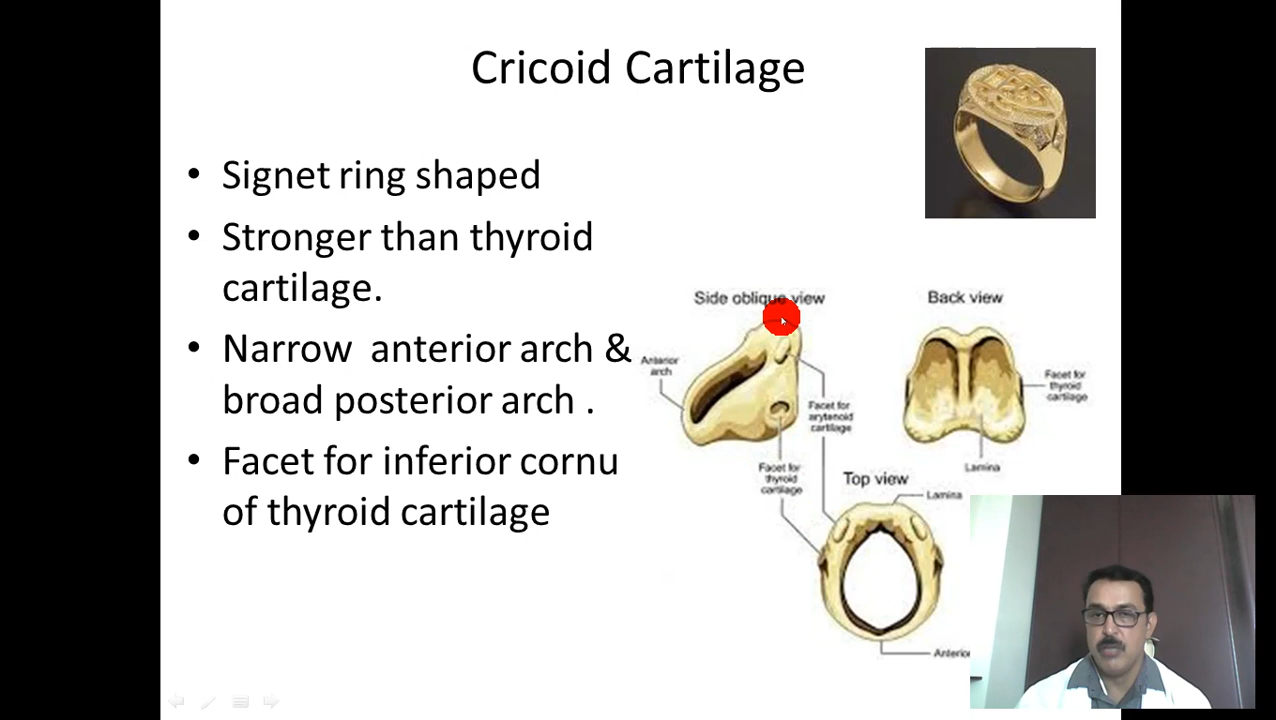 Cricoid Cartilage
• Signet ring shaped
• Stronger than thyroid
cartilage.
• Narrow anterior arch &
broad posterior arch .
• Facet for inferior cornu
of thyroid cartilage
Side oblique view
Back view
Anterior
arch
Facet for
arytenoid
cartilage
Facet for
thyroid
cartilage
Facet for
thyroid
cartilage
Lamina
Top view
Lamina
Anterio